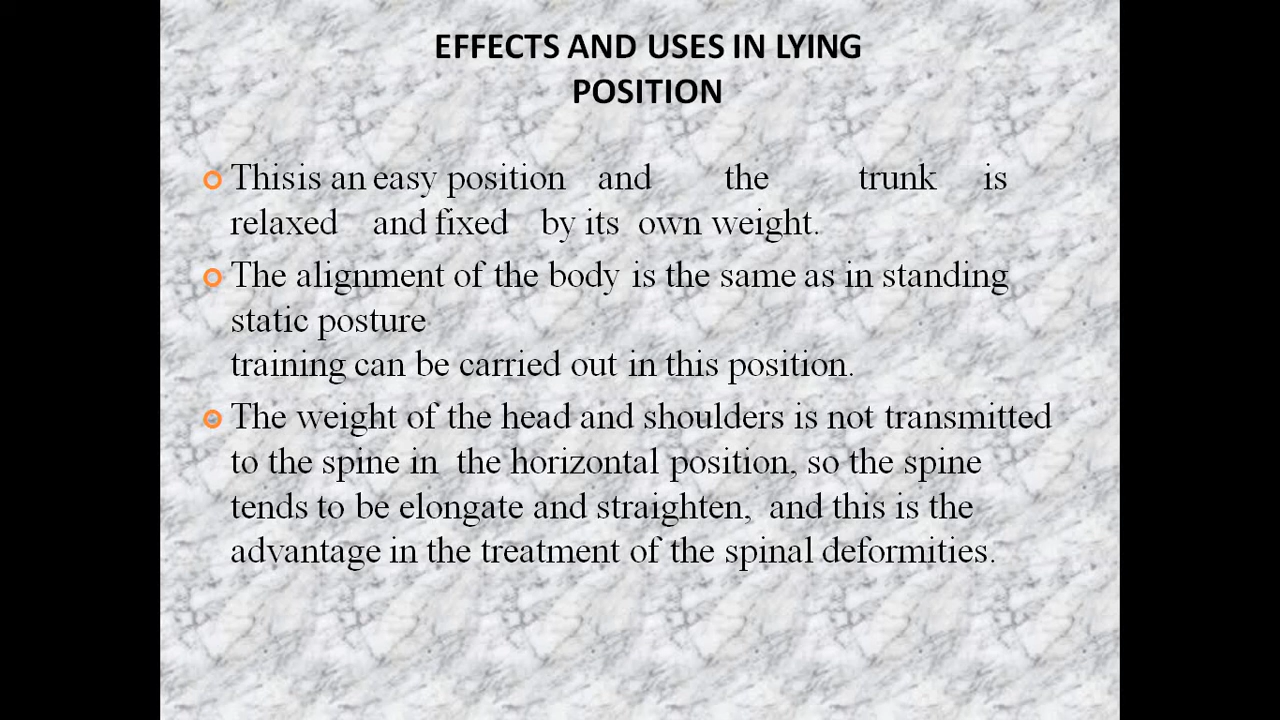 EFFECTS AND USES IN LYING
POSITION
Thisis an easy position and the trunk is
relaxed and fixed by its own weight.
The alignment of the body is the same as in standing
static posture
training can be carried out in this position.
The weight of the head and shoulders is not transmitted
to the spine in the horizontal position, so the spine
tends to be elongate and straighten, and this is the
advantage in the treatment of the spinal deformities.